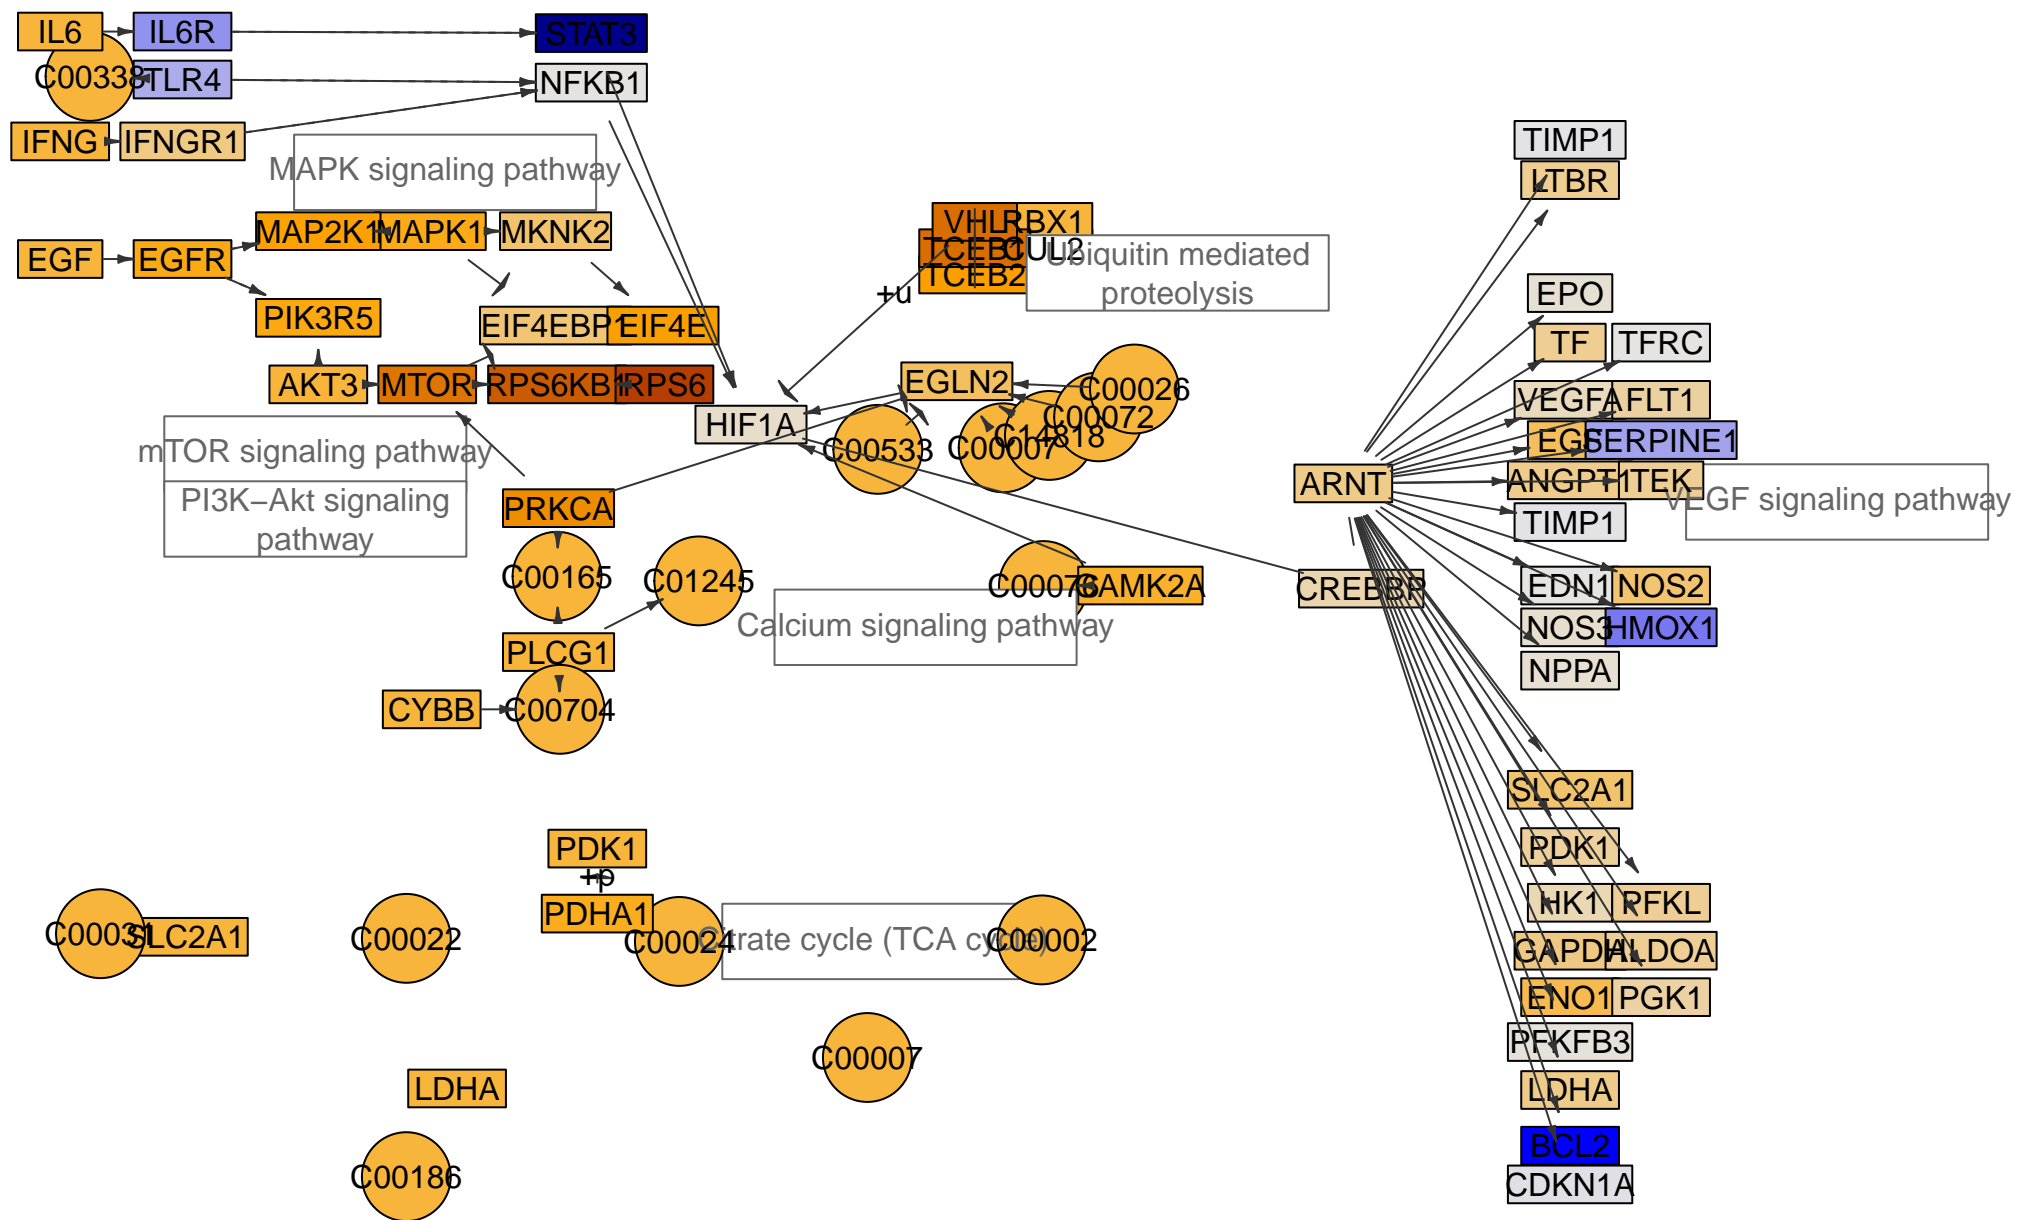 IL6
IL6R
STAT3
C00338
TLR4
NFKB1
IFNG
IFNGR1
TIMP1
MAPK signaling pathway
LTBR
MAP2K1
MAPK1
MKNK2
VHL
RBX1
EGF
EGFR
TCEB1
CUL2
Ubiquitin mediated
proteolysis
TCEB2
+u
EPO
PIK3R5
EIF4EBP1
EIF4E
TF
TFRC
AKT3
MTOR
RPS6KB1
RPS6
EGLN2
C00026
C00072
C14818
C00007
C00533
HIF1A
VEGFA
FLT1
EGF
SERPINE1
mTOR signaling pathway
PI3K–Akt signaling
pathway
ARNT
ANGPT1
TEK
VEGF signaling pathway
PRKCA
TIMP1
C00165
C01245
C00076
CAMK2A
CREBBP
EDN1
NOS2
Calcium signaling pathway
NOS3
HMOX1
PLCG1
NPPA
CYBB
C00704
SLC2A1
PDK1
+p
PDK1
PDHA1
HK1
PFKL
C00031
SLC2A1
C00022
C00024
Citrate cycle (TCA cycle)
C00002
GAPDH
ALDOA
ENO1
PGK1
C00007
PFKFB3
LDHA
LDHA
BCL2
C00186
CDKN1A